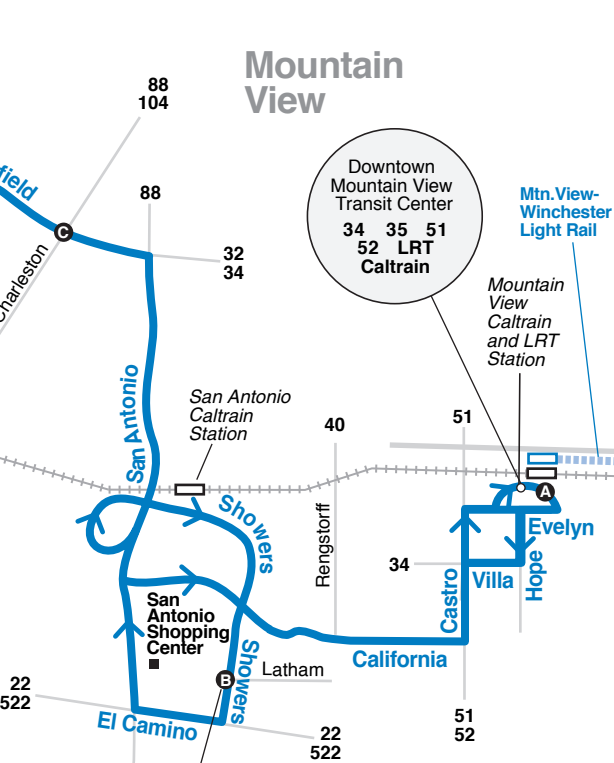 Mountain
View
88
104
88
32
34
field
C
Charleston
Downtown
Mountain View
Transit Center
34 35 51
52 LRT
Caltrain
Mtn.View-
Winchester
Light Rail
Mountain
View
Caltrain
and LRT
Station
San Antonio
San Antonio
Caltrain
Station
40
51
Showers
Rengstorff
A
Evelyn
34
Villa
Hope
Castro
San
Antonio
Shopping
Center
California
Showers
B
Latham
22
522
El Camino
22
522
51
52